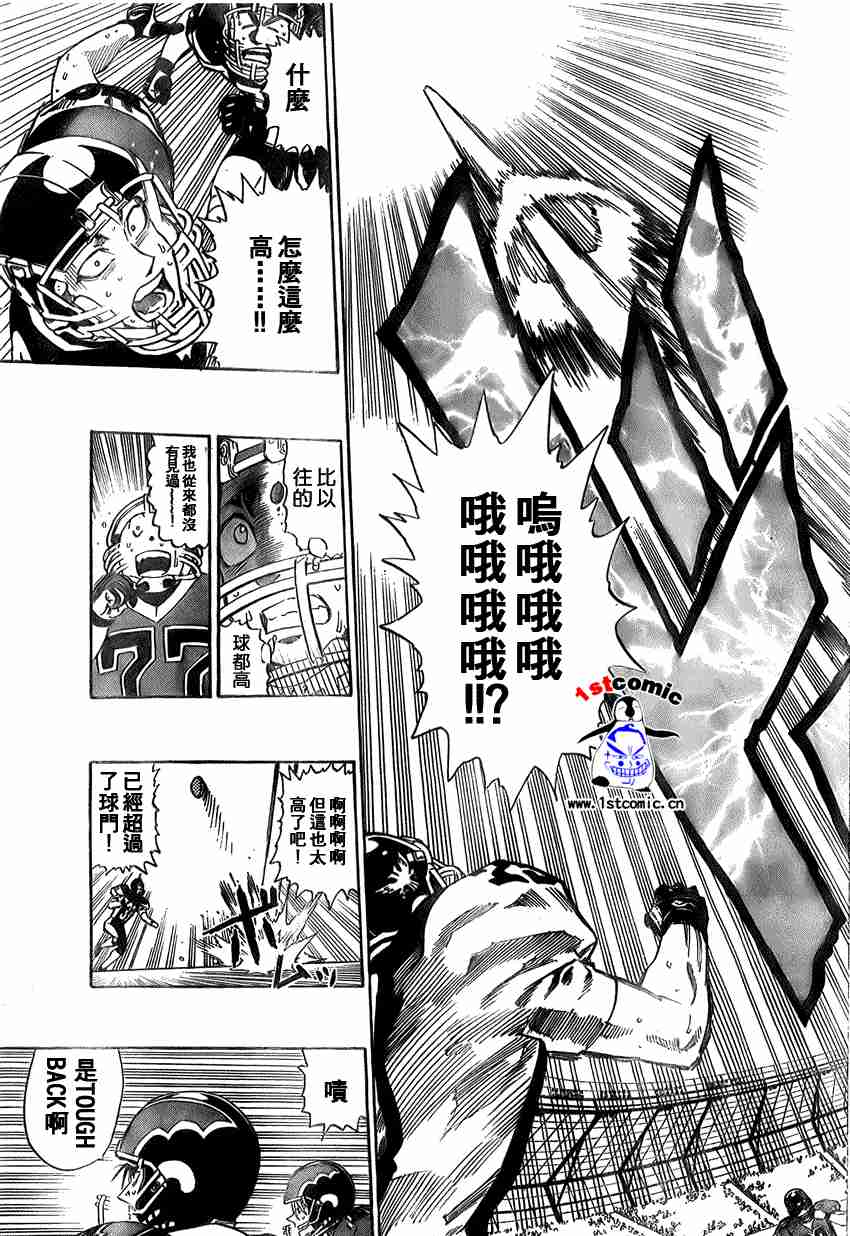 嗚哦哦哦
哦哦哦哦!!?
什麼
怎麼這麼
高……!!
比以
往的
球都高
我也從來都沒
有見過~~~!
啊啊啊啊
但這也太
高了吧!
已經超過
了球門!
嘖
是TOUGH
BACK啊
77
1stcomic
www.1stcomic.cn